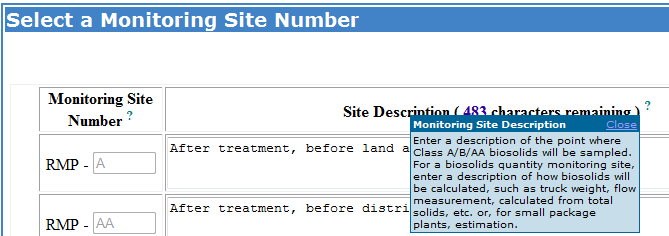 Select a Monitoring Site Number
Monitoring Site
Number ?
Site Description ( 483 characters remaining ) ?
Monitoring Site Description Close
Enter a description of the point where
Class A/B/AA biosolids will be sampled.
For a biosolids quantity monitoring site,
enter a description of how biosolids will
be calculated, such as truck weight, flow
measurement, calculated from total
solids, etc. or, for small package
plants, estimation.
RMP - A
After treatment, before land a
RMP - AA
After treatment, before distri